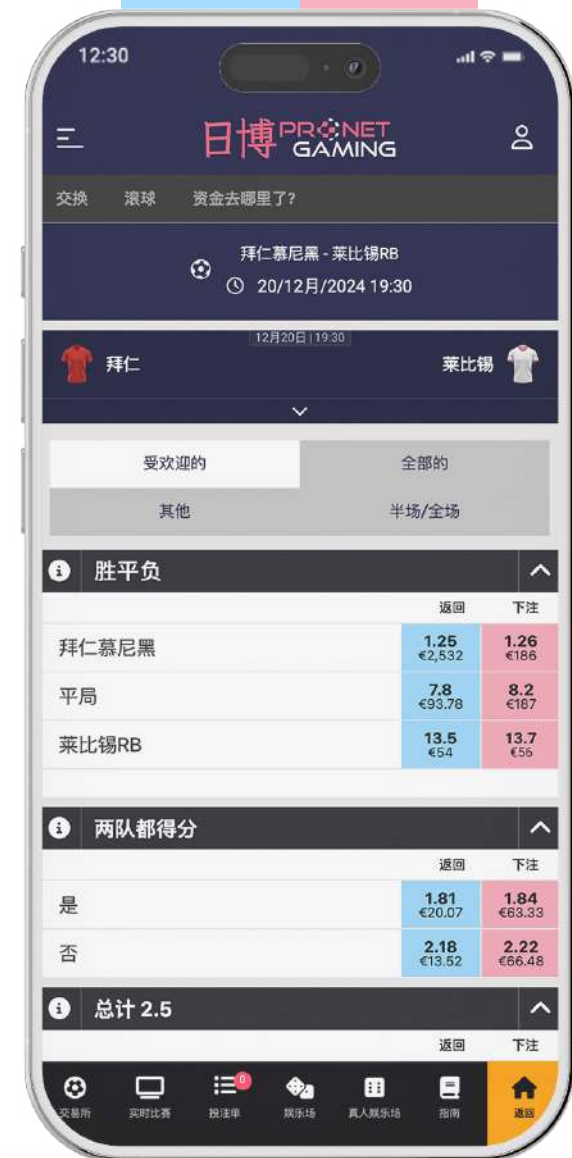 12:30
日博 PRONET GAMING
交换 滚球 资金去哪里了?
拜仁慕尼黑 - 莱比锡RB
20/12月/2024 19:30
12月20日 | 19:30
拜仁 莱比锡
受欢迎的 全部的
其他 半场/全场
胜平负
返回 下注
拜仁慕尼黑 1.25 1.26
€2,532 €186
平局 7.8 8.2
€93.78 €187
莱比锡RB 13.5 13.7
€54 €56
两队都得分
返回 下注
是 1.81 1.84
€20.07 €63.33
否 2.18 2.22
€13.52 €66.48
总计 2.5
返回 下注
0
交易所 实时比赛 投注单 娱乐场 真人娱乐场 指南 返回